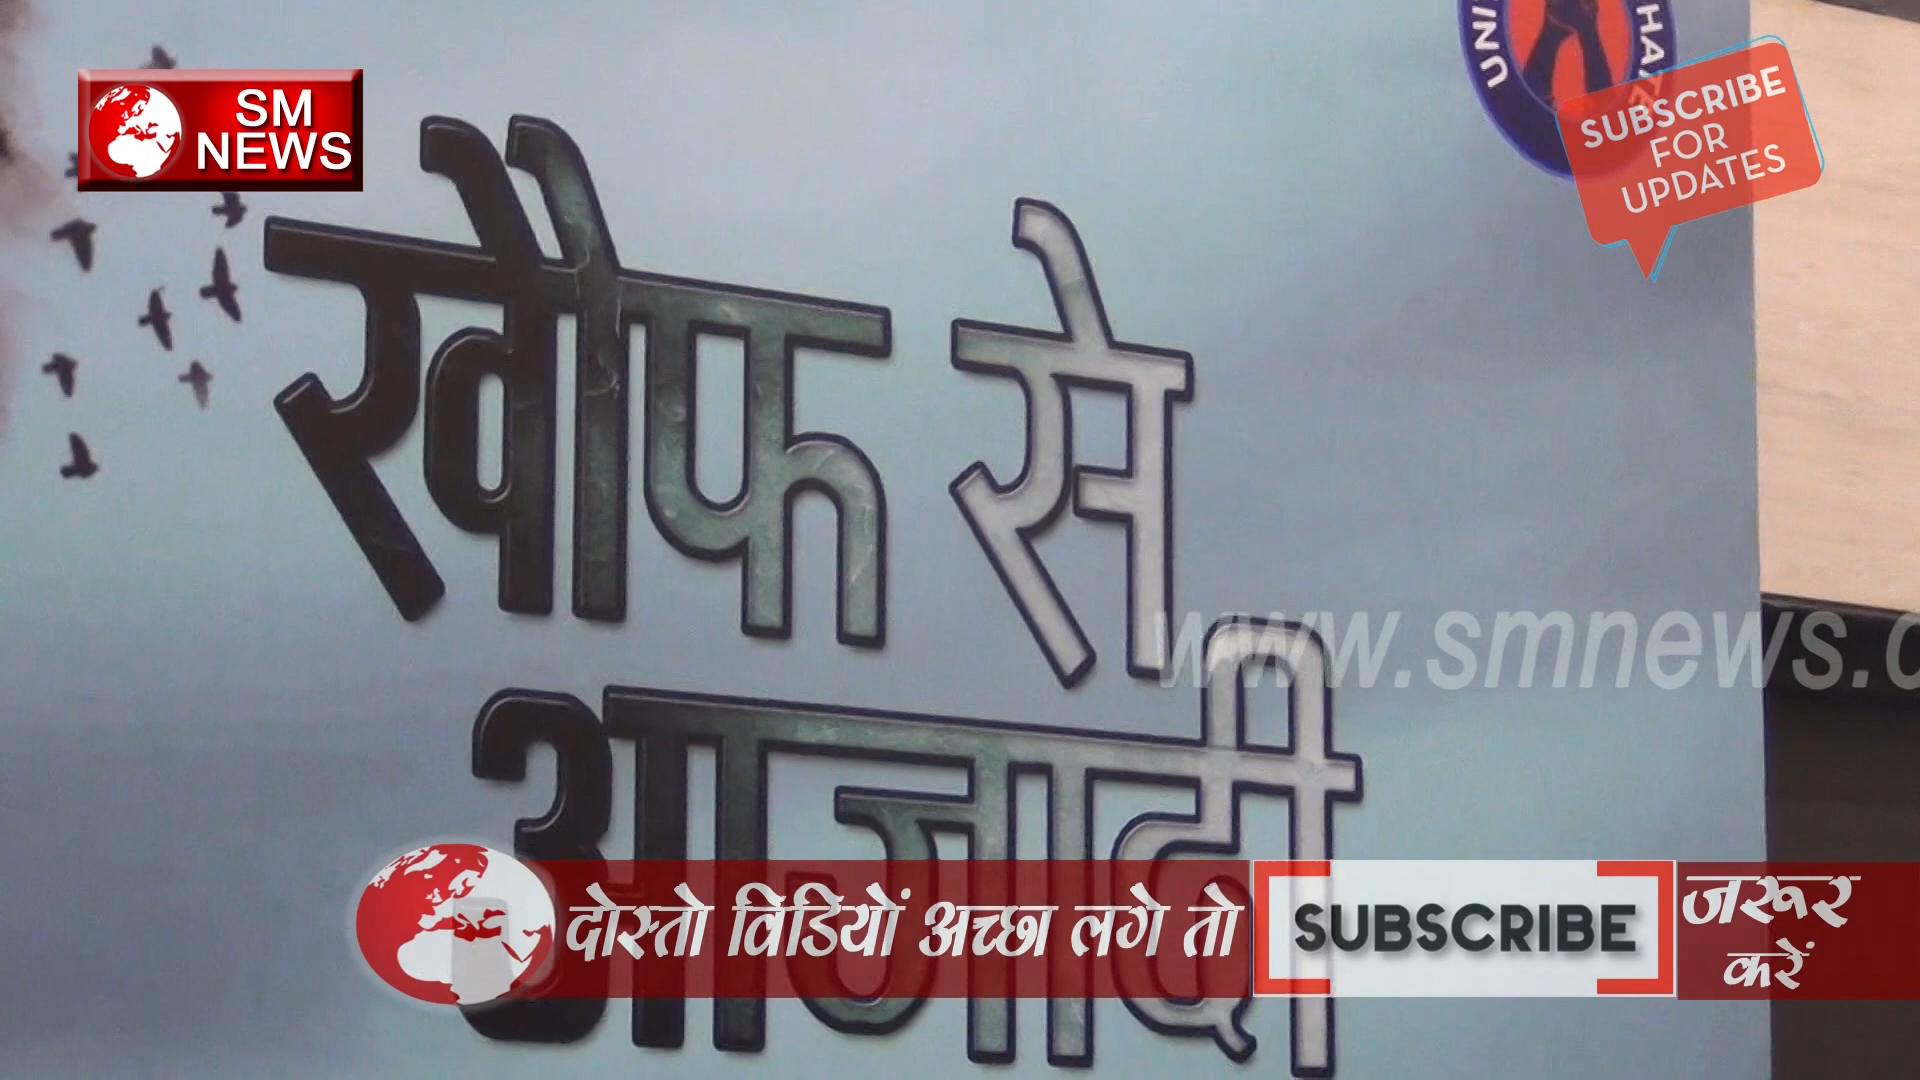 SM
NEWS
SUBSCRIBE
FOR
UPDATES
खौफ से
आजादी
www.smnews.c
दोस्तो विडियों अच्छा लगे तो SUBSCRIBE जरूर
करें